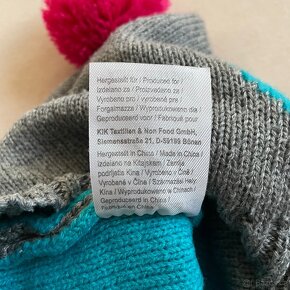 Hergestellt für / Produced for /
izdelano za / Proizvedeno za /
Vyrobeno pro / vyrobené pre /
Forgalmazza / Wyprodukowano dla /
Geproduceerd voor /
Fabriqué pour
KIK Textilien & Non Food GmbH,
Siemensstraße 21, D-59199 Bönen
Hergestellt in China / Made in China /
Izdelano na Kitajskem / Zemlja
podrijetla Kina / Vyrobeno v Číně /
Vyrobené v Číne / Származási Hely:
Kína / Wyprodukowano w Chinach /
Geproduceerd in China /
in China